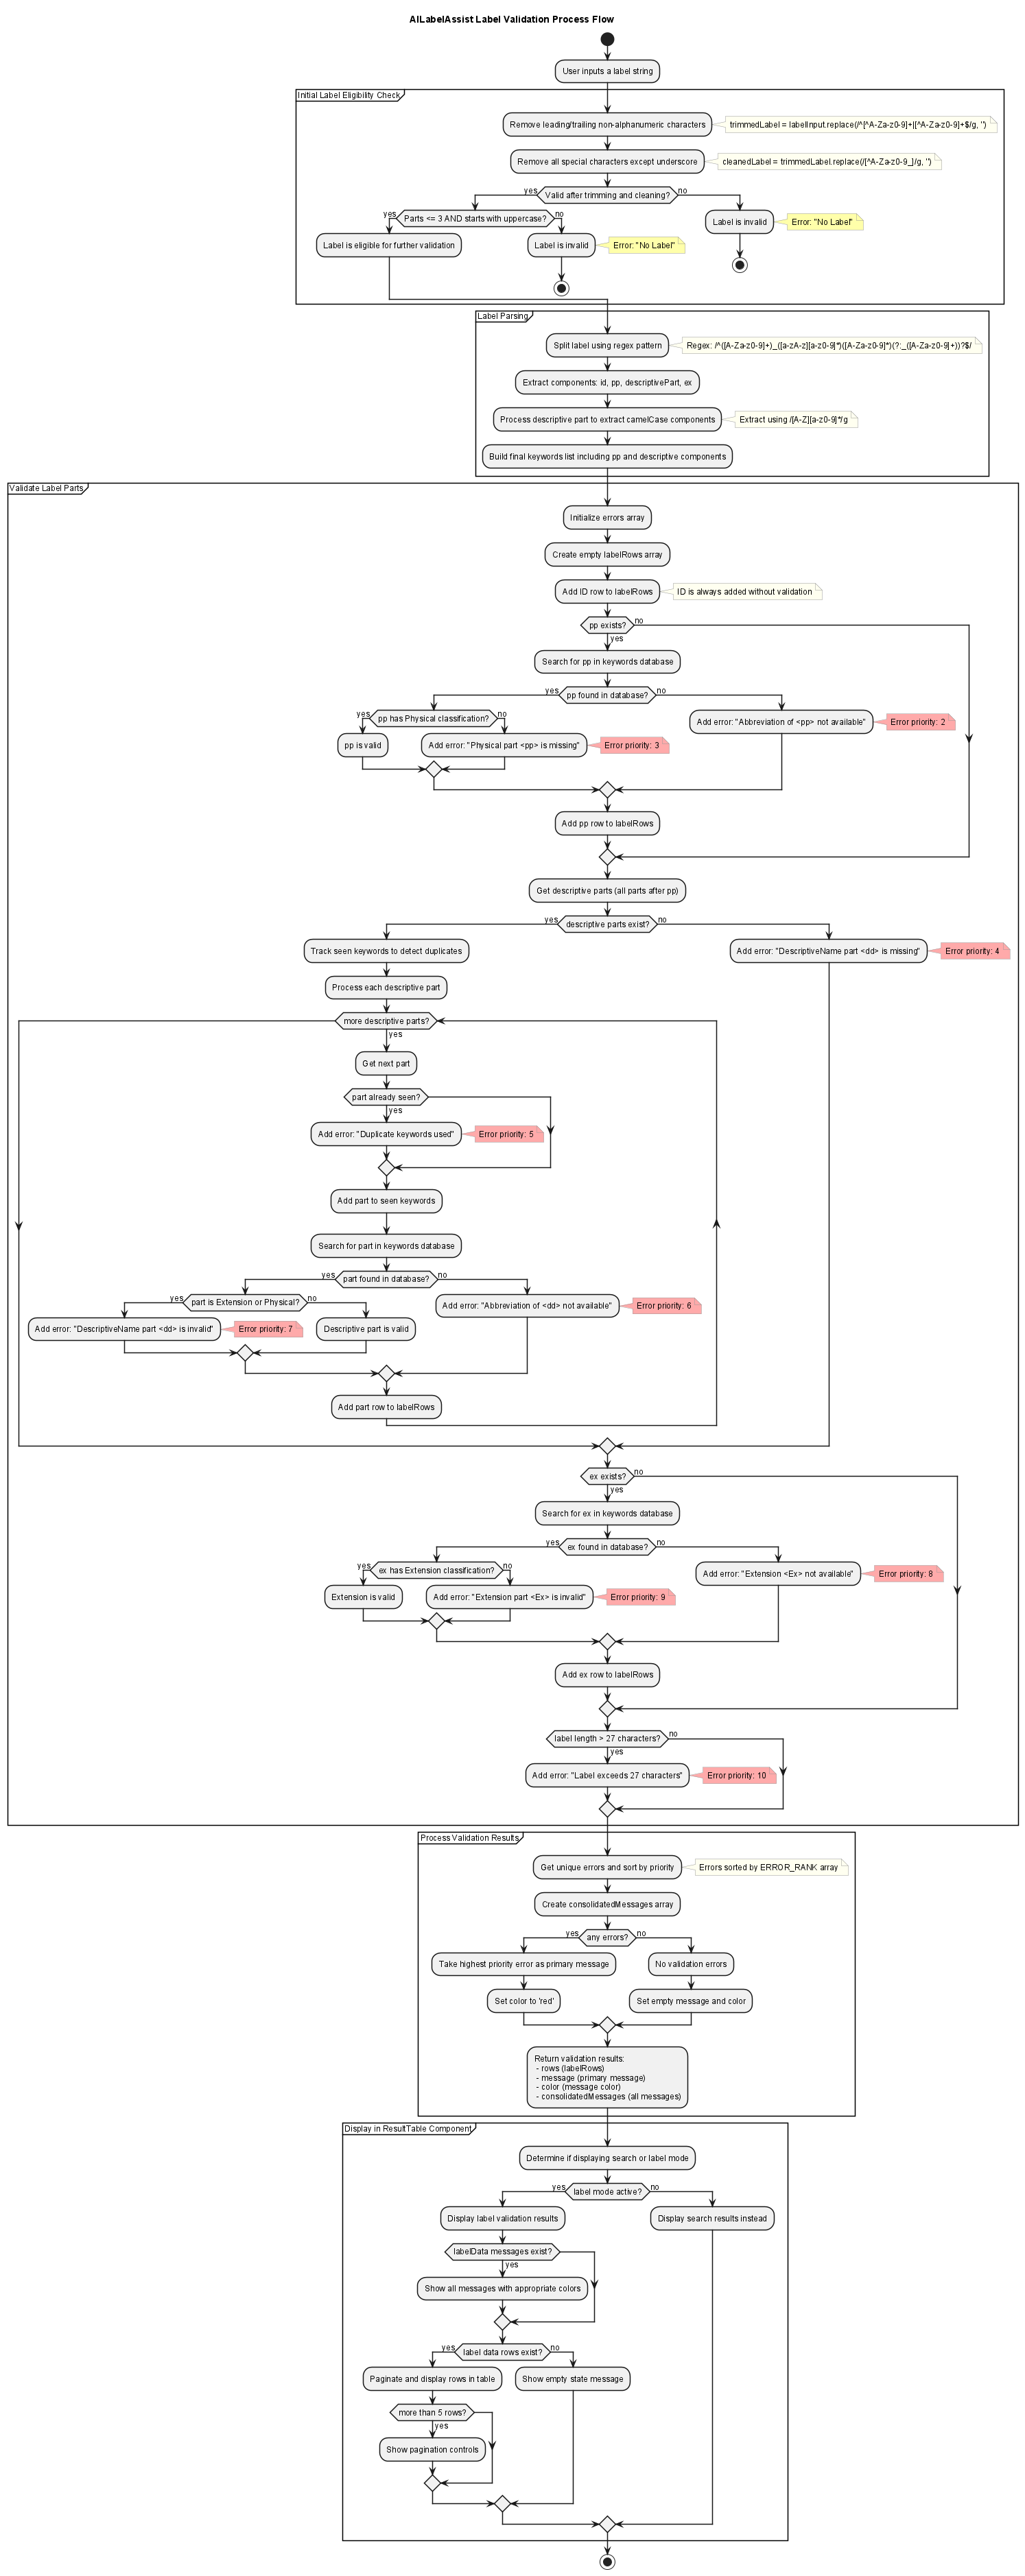 AILabelAssist Label Validation Process Flow
User inputs a label string
Initial Label Eligibility Check
Remove leading/trailing non-alphanumeric characters
trimmedLabel = labelInput.replace(/^[^A-Za-z0-9]+|[^A-Za-z0-9]+$/g, '')
Remove all special characters except underscore
cleanedLabel = trimmedLabel.replace(/[^A-Za-z0-9_]/g, '')
yes
Valid after trimming and cleaning?
no
yes
Parts <= 3 AND starts with uppercase?
no
Label is invalid
Error: "No Label"
Label is eligible for further validation
Label is invalid
Error: "No Label"
Label Parsing
Split label using regex pattern
Regex: /^([A-Za-z0-9]+)_([a-zA-z][a-z0-9]*)([A-Za-z0-9]*)(?:_([A-Za-z0-9]+))?$/
Extract components: id, pp, descriptivePart, ex
Process descriptive part to extract camelCase components
Extract using /[A-Z][a-z0-9]*/g
Build final keywords list including pp and descriptive components
Validate Label Parts
Initialize errors array
Create empty labelRows array
Add ID row to labelRows
ID is always added without validation
pp exists?
no
yes
Search for pp in keywords database
yes
pp found in database?
no
yes
pp has Physical classification?
no
Add error: "Abbreviation of <pp> not available"
Error priority: 2
pp is valid
Add error: "Physical part <pp> is missing"
Error priority: 3
Add pp row to labelRows
Get descriptive parts (all parts after pp)
yes
descriptive parts exist?
no
Track seen keywords to detect duplicates
Add error: "DescriptiveName part <dd> is missing"
Error priority: 4
Process each descriptive part
more descriptive parts?
yes
Get next part
part already seen?
yes
Add error: "Duplicate keywords used"
Error priority: 5
Add part to seen keywords
Search for part in keywords database
yes
part found in database?
no
yes
part is Extension or Physical?
no
Add error: "Abbreviation of <dd> not available"
Error priority: 6
Add error: "DescriptiveName part <dd> is invalid"
Error priority: 7
Descriptive part is valid
Add part row to labelRows
ex exists?
no
yes
Search for ex in keywords database
yes
ex found in database?
no
yes
ex has Extension classification?
no
Add error: "Extension <Ex> not available"
Error priority: 8
Extension is valid
Add error: "Extension part <Ex> is invalid"
Error priority: 9
Add ex row to labelRows
label length > 27 characters?
no
yes
Add error: "Label exceeds 27 characters"
Error priority: 10
Process Validation Results
Get unique errors and sort by priority
Errors sorted by ERROR_RANK array
Create consolidatedMessages array
yes
any errors?
no
Take highest priority error as primary message
No validation errors
Set color to 'red'
Set empty message and color
Return validation results:
- rows (labelRows)
- message (primary message)
- color (message color)
- consolidatedMessages (all messages)
Display in ResultTable Component
Determine if displaying search or label mode
yes
label mode active?
no
Display label validation results
Display search results instead
labelData messages exist?
yes
Show all messages with appropriate colors
yes
label data rows exist?
no
Paginate and display rows in table
Show empty state message
more than 5 rows?
yes
Show pagination controls